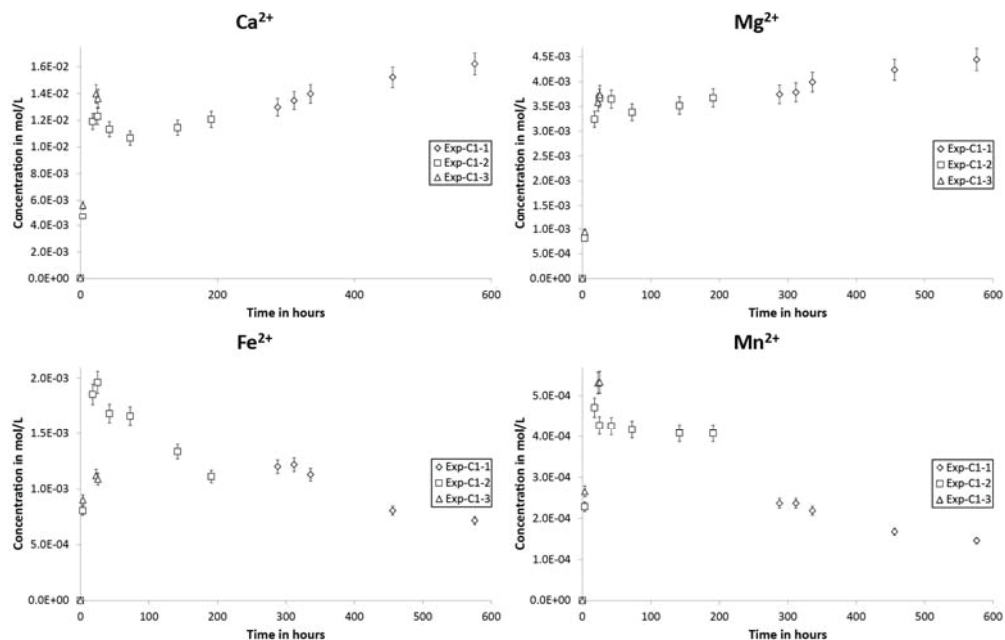 Ca²⁺
Concentration in mol/L
1.6E-02
1.4E-02
1.2E-02
1.0E-02
8.0E-03
6.0E-03
4.0E-03
2.0E-03
0.0E+00
0
200
400
600
Time in hours
Exp-C1-1
Exp-C1-2
Exp-C1-3
Mg²⁺
Concentration in mol/L
4.5E-03
4.0E-03
3.5E-03
3.0E-03
2.5E-03
2.0E-03
1.5E-03
1.0E-03
5.0E-04
0.0E+00
0
100
200
300
400
500
600
Time in hours
Exp-C1-1
Exp-C1-2
Exp-C1-3
Fe²⁺
Concentration in mol/L
2.0E-03
1.5E-03
1.0E-03
5.0E-04
0.0E+00
0
100
200
300
400
500
600
Time in hours
Exp-C1-1
Exp-C1-2
Exp-C1-3
Mn²⁺
Concentration in mol/L
5.0E-04
4.0E-04
3.0E-04
2.0E-04
1.0E-04
0.0E+00
0
100
200
300
400
500
600
Time in hours
Exp-C1-1
Exp-C1-2
Exp-C1-3